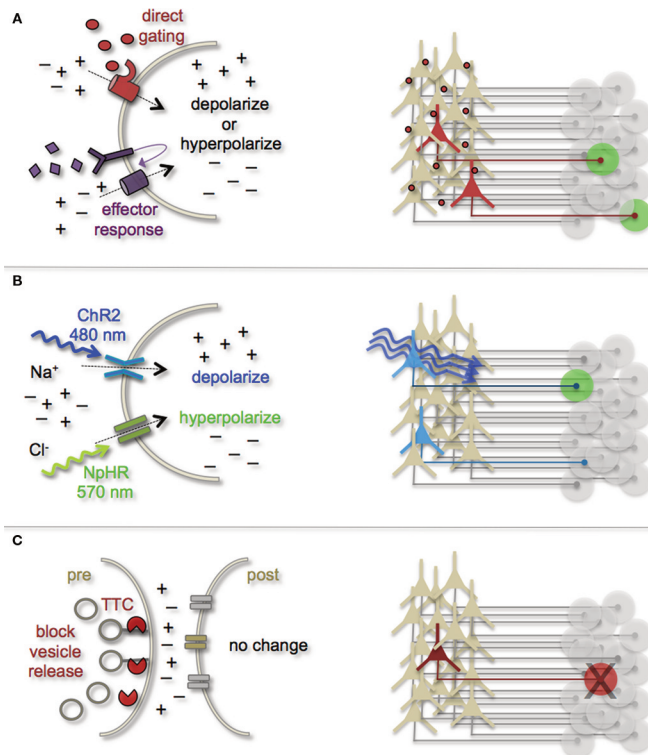 A
direct
gating
depolarize
or
hyperpolarize
effector
response
B
ChR2
480 nm
Na⁺
depolarize
hyperpolarize
Cl⁻
NpHR
570 nm
C
pre
post
TTC
block
vesicle
release
no change
X